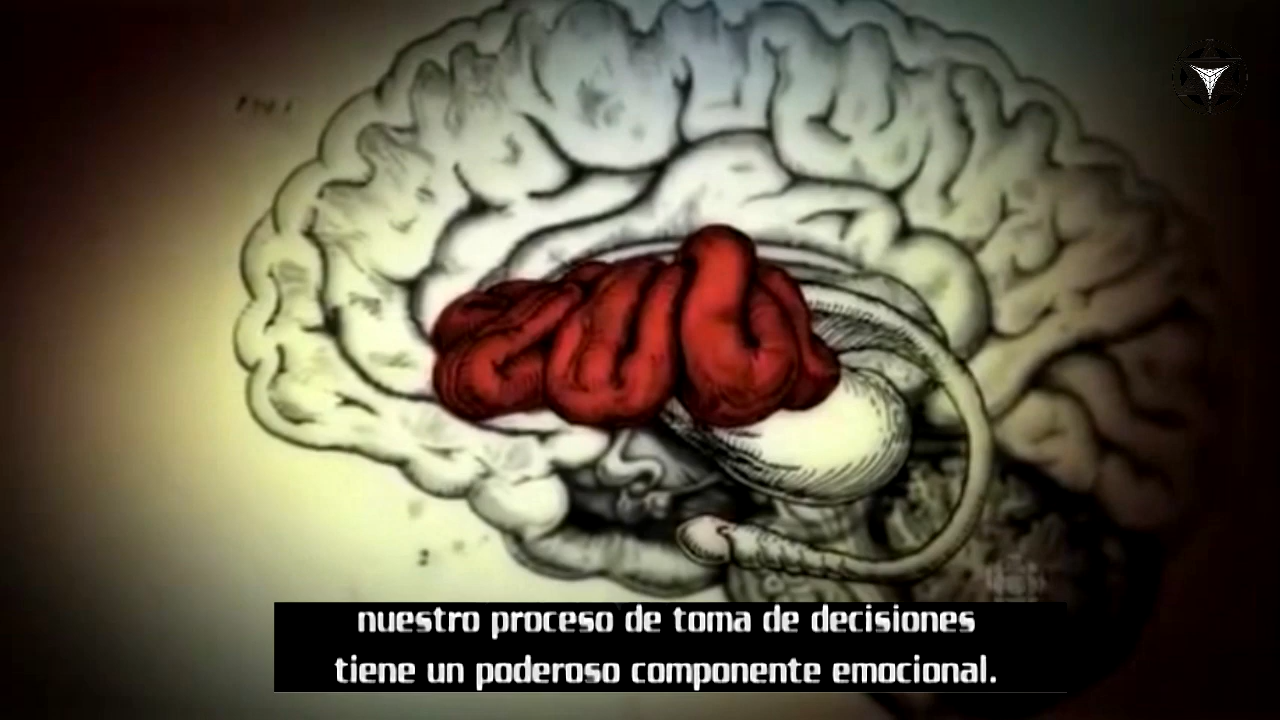 nuestro proceso de toma de decisiones
tiene un poderoso componente emocional.